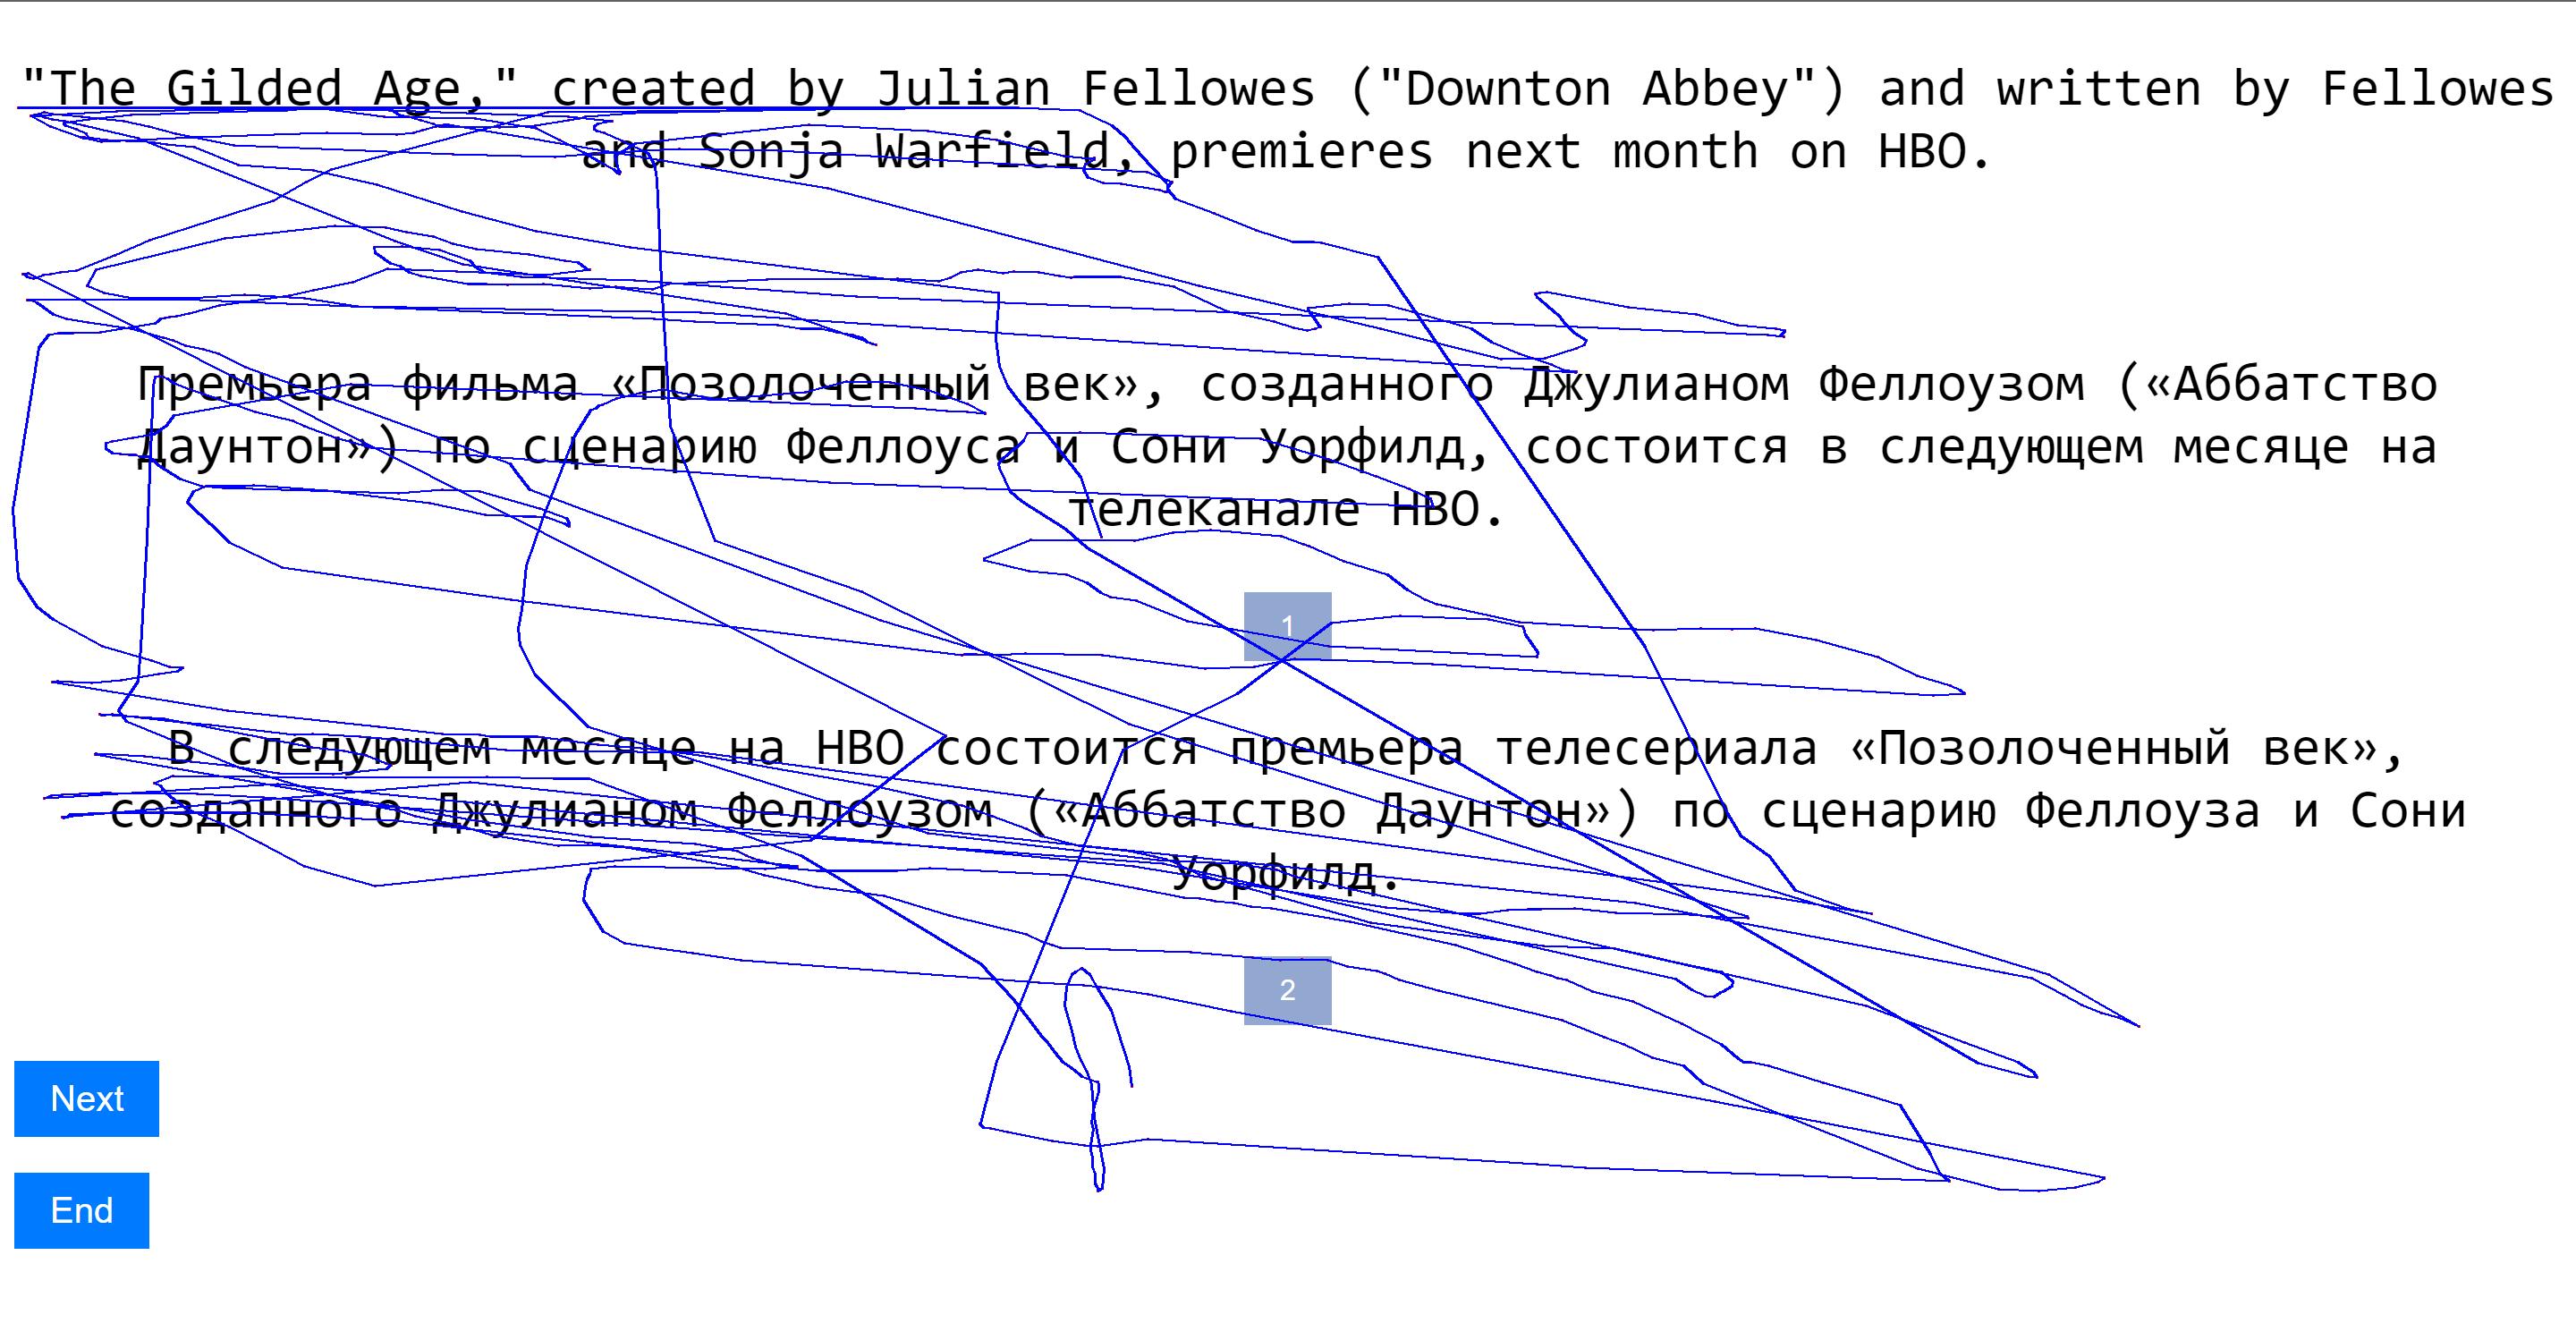 "The Gilded Age," created by Julian Fellowes ("Downton Abbey") and written by Fellowes
and Sonja Warfield, premieres next month on HBO.
Премьера фильма «Позолоченный век», созданного Джулианом Феллоузом («Аббатство
Даунтон») по сценарию Феллоуса и Сони Уорфилд, состоится в следующем месяце на
телеканале HBO.
1
В следующем месяце на HBO состоится премьера телесериала «Позолоченный век»,
созданного Джулианом Феллоузом («Аббатство Даунтон») по сценарию Феллоуза и Сони
Уорфилд.
2
Next
End